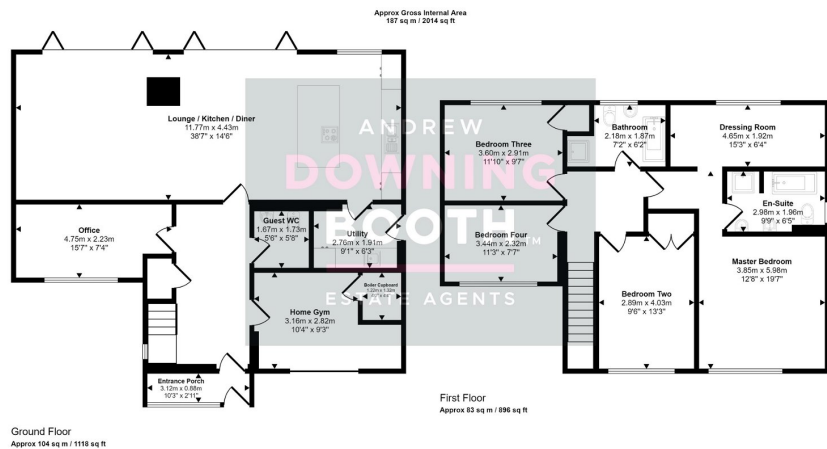 Approx Gross Internal Area
187 sq m / 2014 sq ft
Lounge / Kitchen / Diner
11.77m x 4.43m
38'7" x 14'6"
Office
4.75m x 2.23m
15'7" x 7'4"
Guest WC
1.67m x 1.73m
5'6" x 5'8"
Utility
2.76m x 1.91m
9'1" x 6'3"
Boiler Cupboard
Home Gym
3.16m x 2.82m
10'4" x 9'3"
Entrance Porch
3.12m x 0.88m
10'3" x 2'11"
Ground Floor
Approx 104 sq m / 1118 sq ft
Bedroom Three
3.60m x 2.91m
11'10" x 9'7"
Bathroom
2.18m x 1.87m
7'2" x 6'2"
Dressing Room
4.65m x 1.92m
15'3" x 6'4"
Bedroom Four
3.44m x 2.32m
11'3" x 7'7"
En-Suite
2.98m x 1.96m
9'9" x 6'5"
Master Bedroom
3.85m x 5.98m
12'8" x 19'7"
Bedroom Two
2.89m x 4.03m
9'6" x 13'3"
First Floor
Approx 83 sq m / 896 sq ft
ANDREW
DOWNING
BOOTH
ESTATE AGENTS